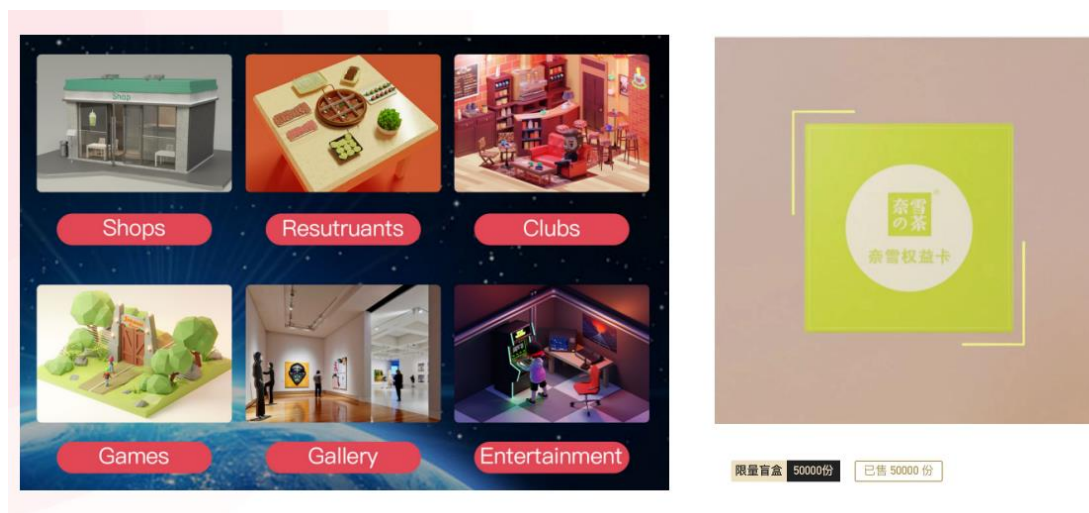 Shop
Shops
Resutruants
Clubs
Games
Gallery
Entertainment
奈雪
の茶
®
奈雪权益卡
限量盲盒 50000份 已售 50000 份